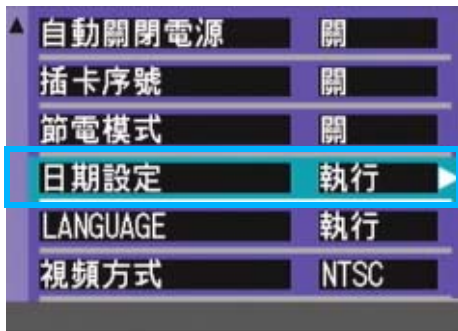 自動關閉電源 關
插卡序號 關
節電模式 關
日期設定 執行
LANGUAGE 執行
視頻方式 NTSC